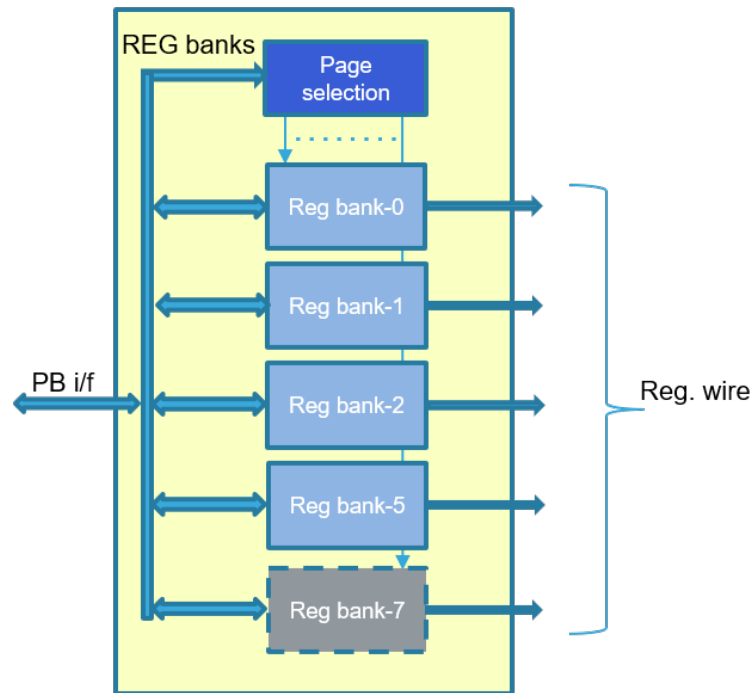 REG banks
Page
selection
Reg bank-0
Reg bank-1
Reg bank-2
PB i/f
Reg. wire
Reg bank-5
Reg bank-7